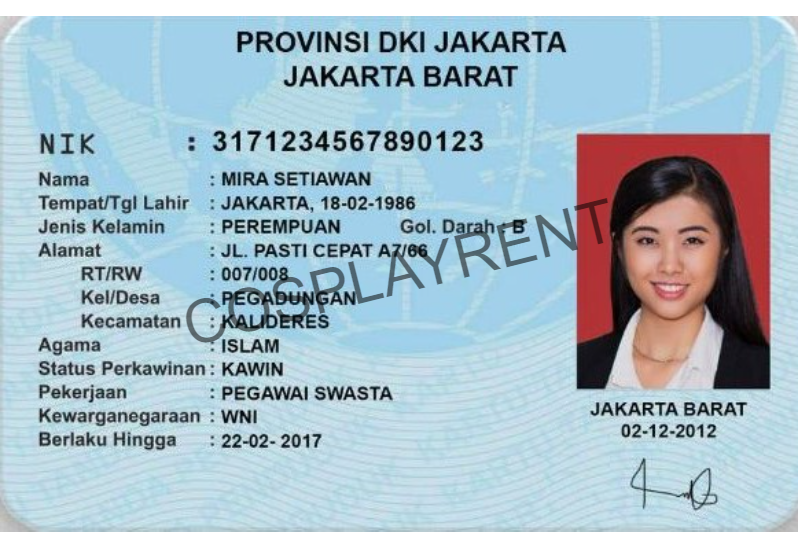 PROVINSI DKI JAKARTA
JAKARTA BARAT
NIK : 3171234567890123
Nama : MIRA SETIAWAN
Tempat/Tgl Lahir : JAKARTA, 18-02-1986
Jenis Kelamin : PEREMPUAN Gol. Darah : B
Alamat : JL. PASTI CEPAT A7/66
RT/RW : 007/008
Kel/Desa : PEGADUNGAN
Kecamatan : KALIDERES
Agama : ISLAM
Status Perkawinan : KAWIN
Pekerjaan : PEGAWAI SWASTA
Kewarganegaraan : WNI
Berlaku Hingga : 22-02- 2017
JAKARTA BARAT
02-12-2012
COSPLAYRENT